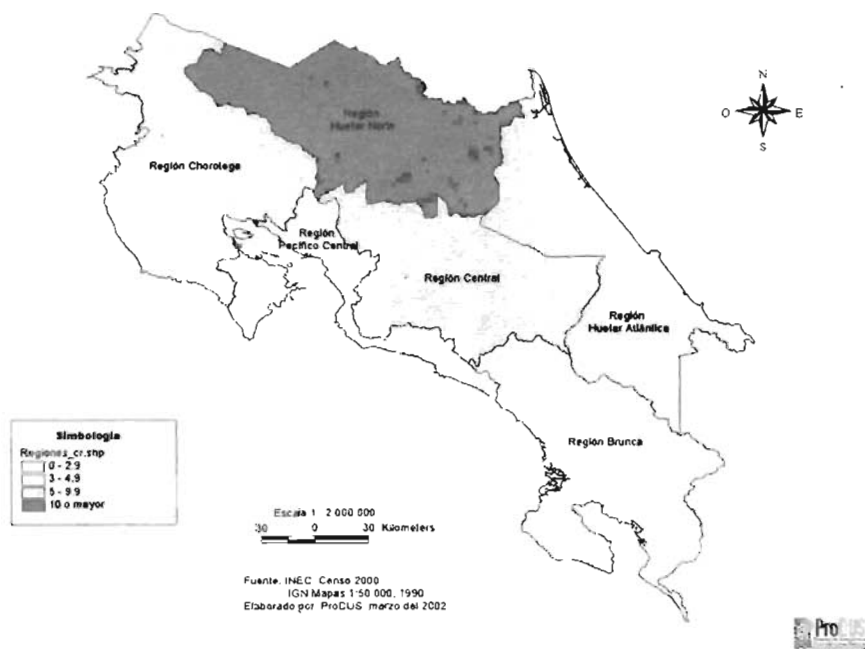 N
O
E
S
Región
Huetar Norte
Región Chorotega
Región
Pacífico Central
Región Central
Región
Huetar Atlántica
Región Brunca
Simbología
Regiones_cr.shp
0 - 2.9
3 - 4.9
5 - 9.9
10 o mayor
Escala 1 2 000 000
30 0 30 Kilometers
Fuente. INEC Censo 2000
IGN Mapas 1:50 000, 1990
Elaborado por ProCUS marzo del 2002
ProCUS